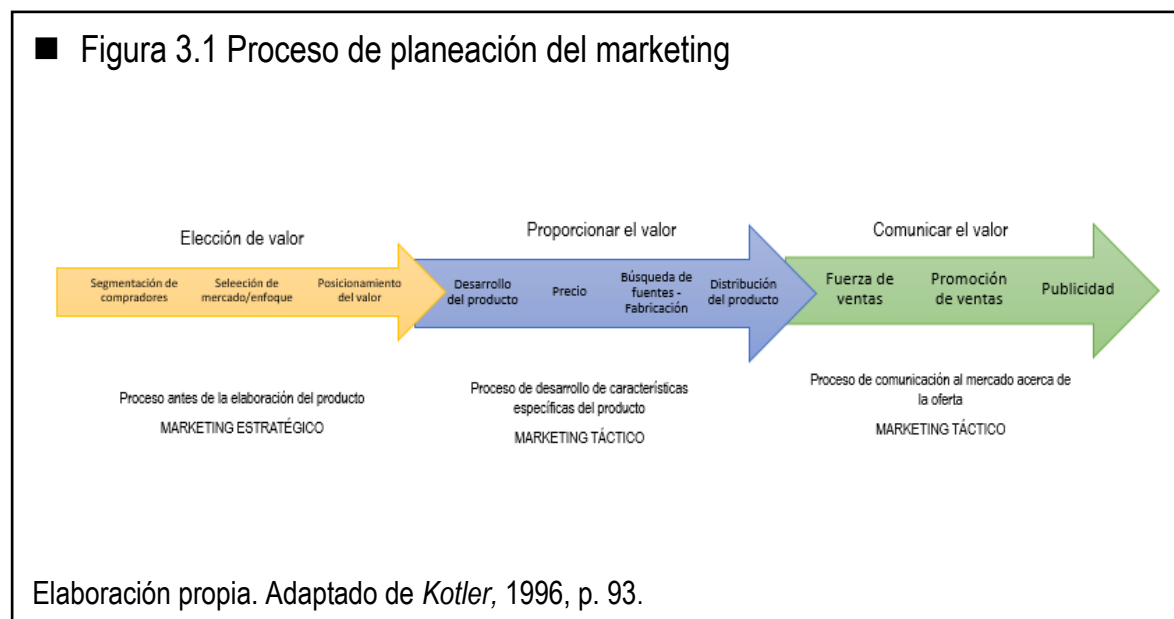 ■ Figura 3.1 Proceso de planeación del marketing
Elección de valor
Segmentación de
compradores
Selección de
mercado/enfoque
Posicionamiento
del valor
Proceso antes de la elaboración del producto
MARKETING ESTRATÉGICO
Proporcionar el valor
Desarrollo
del producto
Precio
Búsqueda de
fuentes -
Fabricación
Distribución
del producto
Proceso de desarrollo de características
específicas del producto
MARKETING TÁCTICO
Comunicar el valor
Fuerza de
ventas
Promoción
de ventas
Publicidad
Proceso de comunicación al mercado acerca de
la oferta
MARKETING TÁCTICO
Elaboración propia. Adaptado de Kotler, 1996, p. 93.